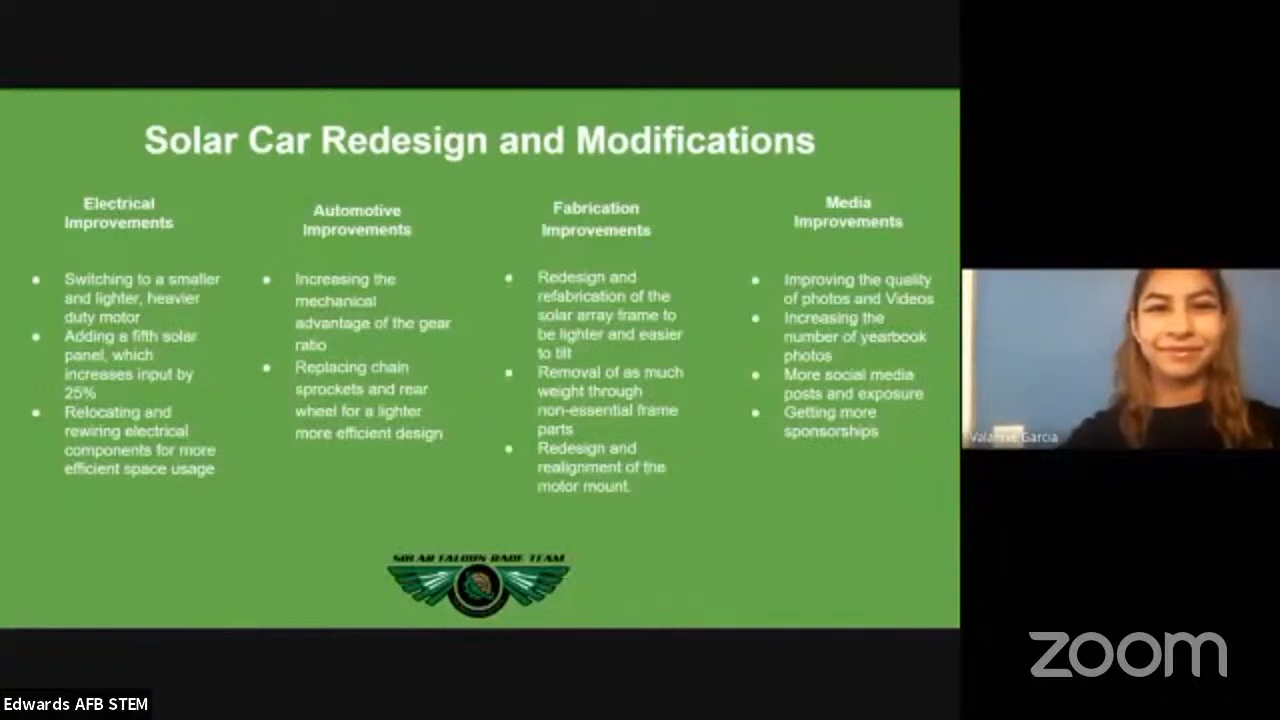 Solar Car Redesign and Modifications
Electrical
Improvements
Switching to a smaller
and lighter, heavier
duty motor
Adding a fifth solar
panel, which
increases input by
25%
Relocating and
rewiring electrical
components for more
efficient space usage
Automotive
Improvements
Increasing the
mechanical
advantage of the gear
ratio
Replacing chain
sprockets and rear
wheel for a lighter
more efficient design
Fabrication
Improvements
Redesign and
refabrication of the
solar array frame to
be lighter and easier
to tilt
Removal of as much
weight through
non-essential frame
parts
Redesign and
realignment of the
motor mount.
Media
Improvements
Improving the quality
of photos and Videos
Increasing the
number of yearbook
photos
More social media
posts and exposure
Getting more
sponsorships
SOLAR FALCON RACE TEAM
Garcia
zoom
Edwards AFB STEM